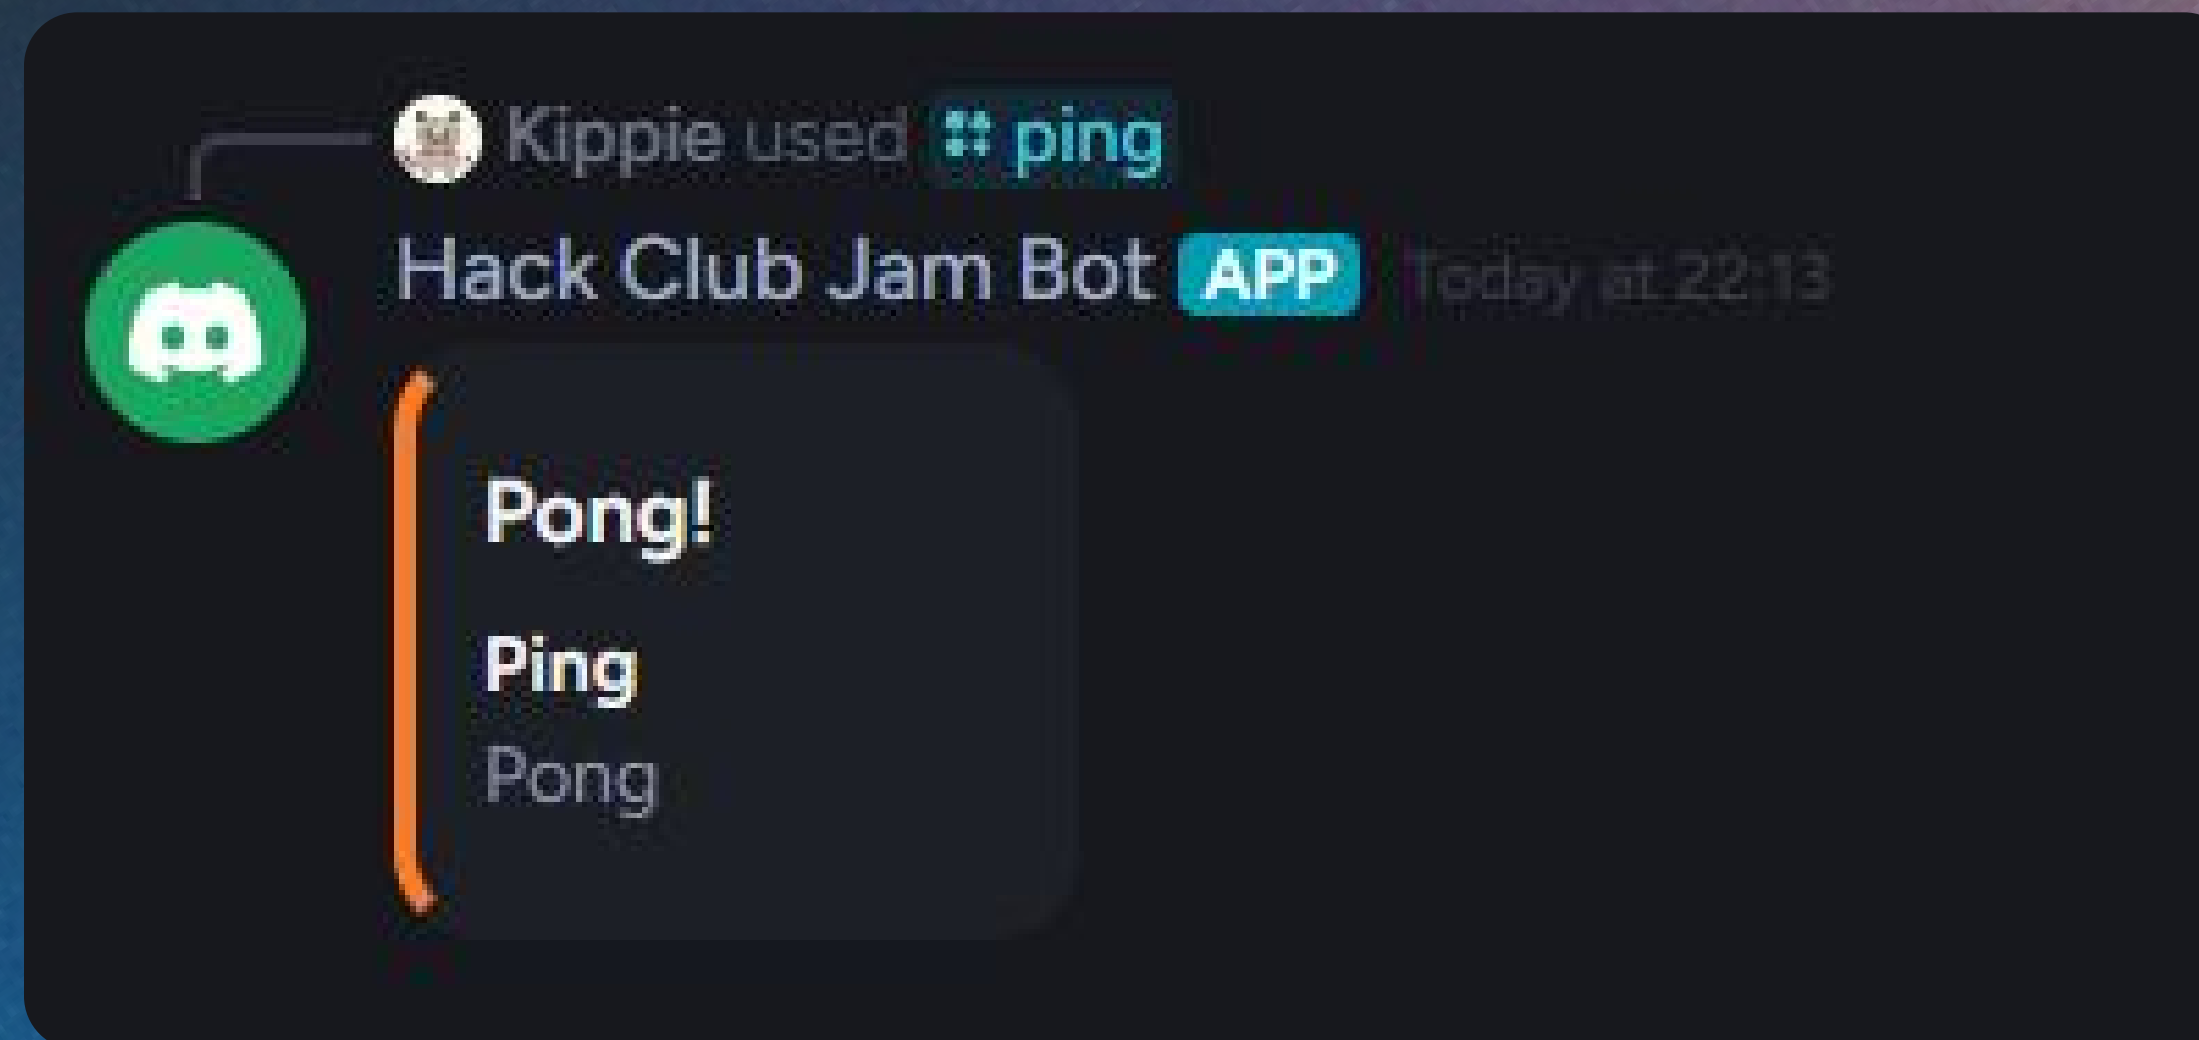 Kippie used ping
Hack Club Jam Bot APP Today at 22:13
Pong!
Ping
Pong